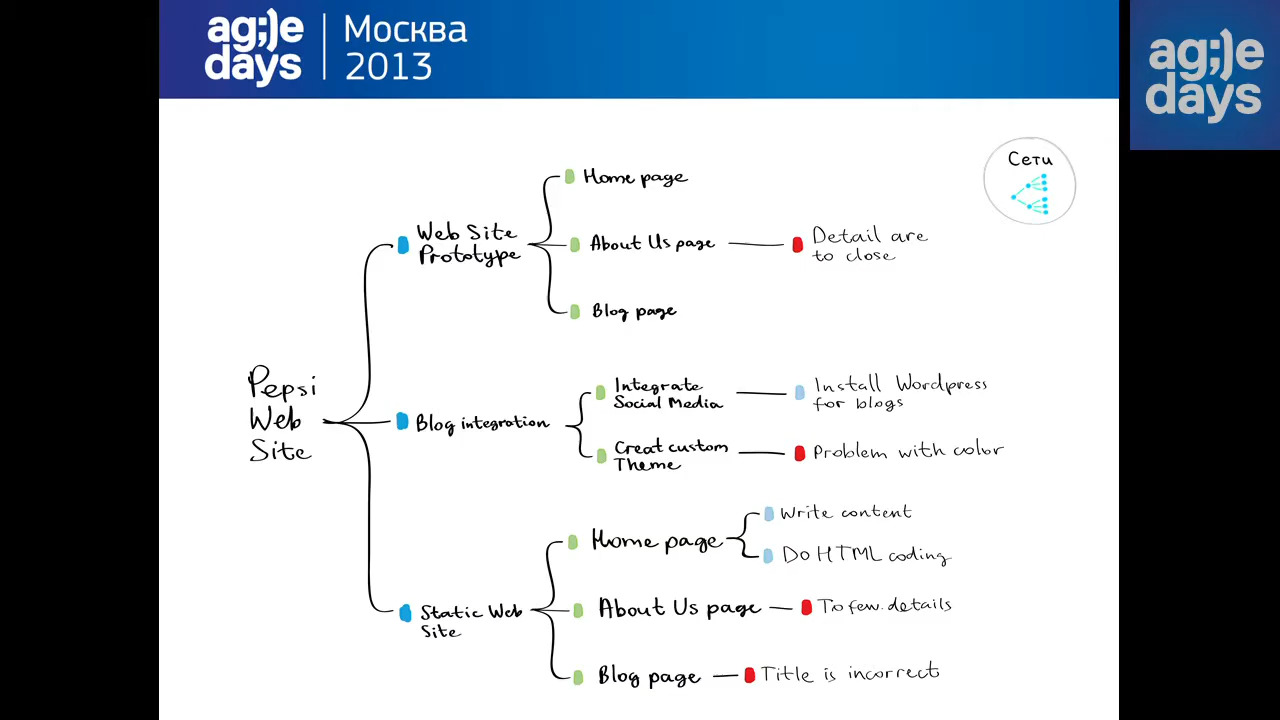 ag;)e
days
Москва
2013
ag;)e
days
Сети
Home page
Web Site
Prototype
About Us page
Detail are
to close
Blog page
Pepsi
Web
Site
Integrate
Social Media
Install Wordpress
for blogs
Blog integration
Creat custom
Theme
Problem with color
Home page
Write content
Do HTML coding
Static Web
Site
About Us page
To few details
Blog page
Title is incorrect